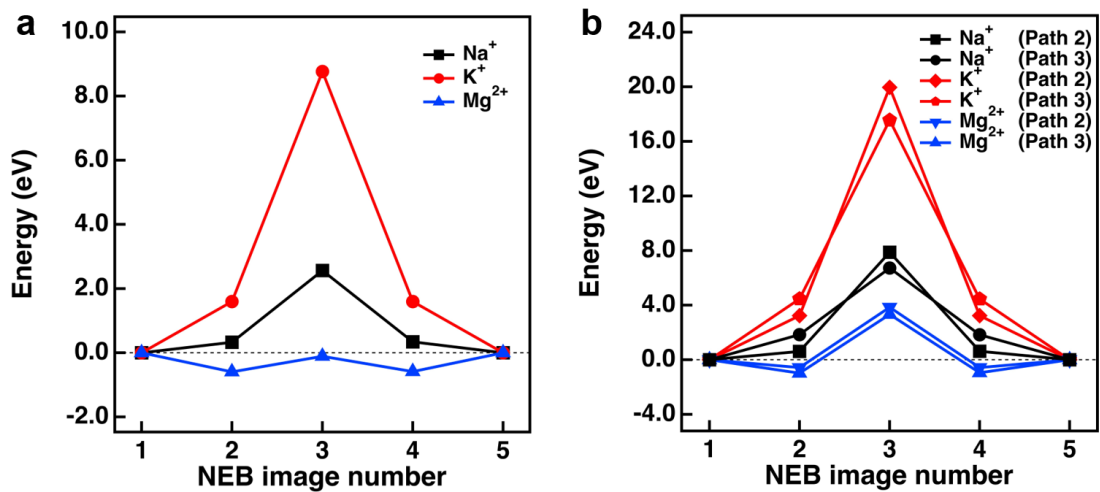 a
10.0
8.0
6.0
4.0
2.0
0.0
-2.0
Energy (eV)
Na⁺
K⁺
Mg²⁺
1 2 3 4 5
NEB image number
b
24.0
20.0
16.0
12.0
8.0
4.0
0.0
-4.0
Energy (eV)
Na⁺ (Path 2)
Na⁺ (Path 3)
K⁺ (Path 2)
K⁺ (Path 3)
Mg²⁺ (Path 2)
Mg²⁺ (Path 3)
1 2 3 4 5
NEB image number